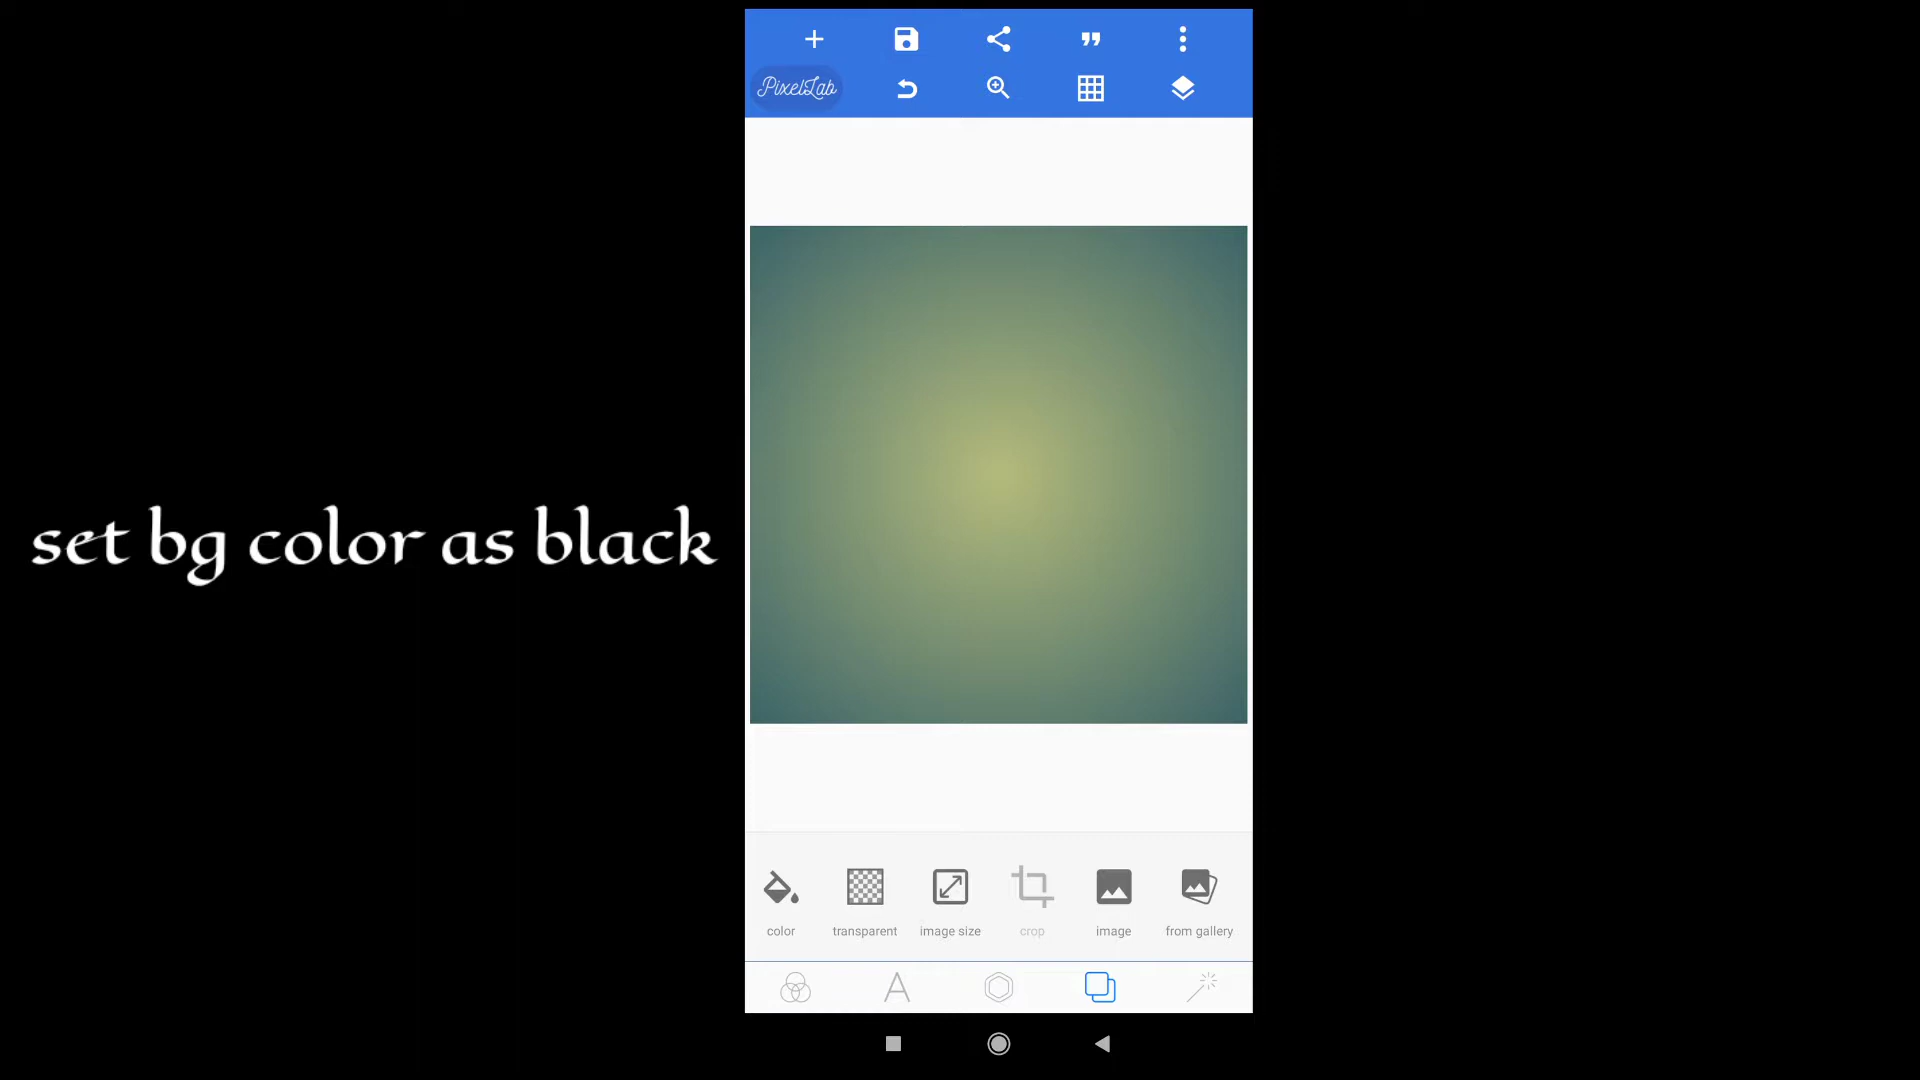 PixelLab
set bg color as black
color transparent image size crop image from gallery